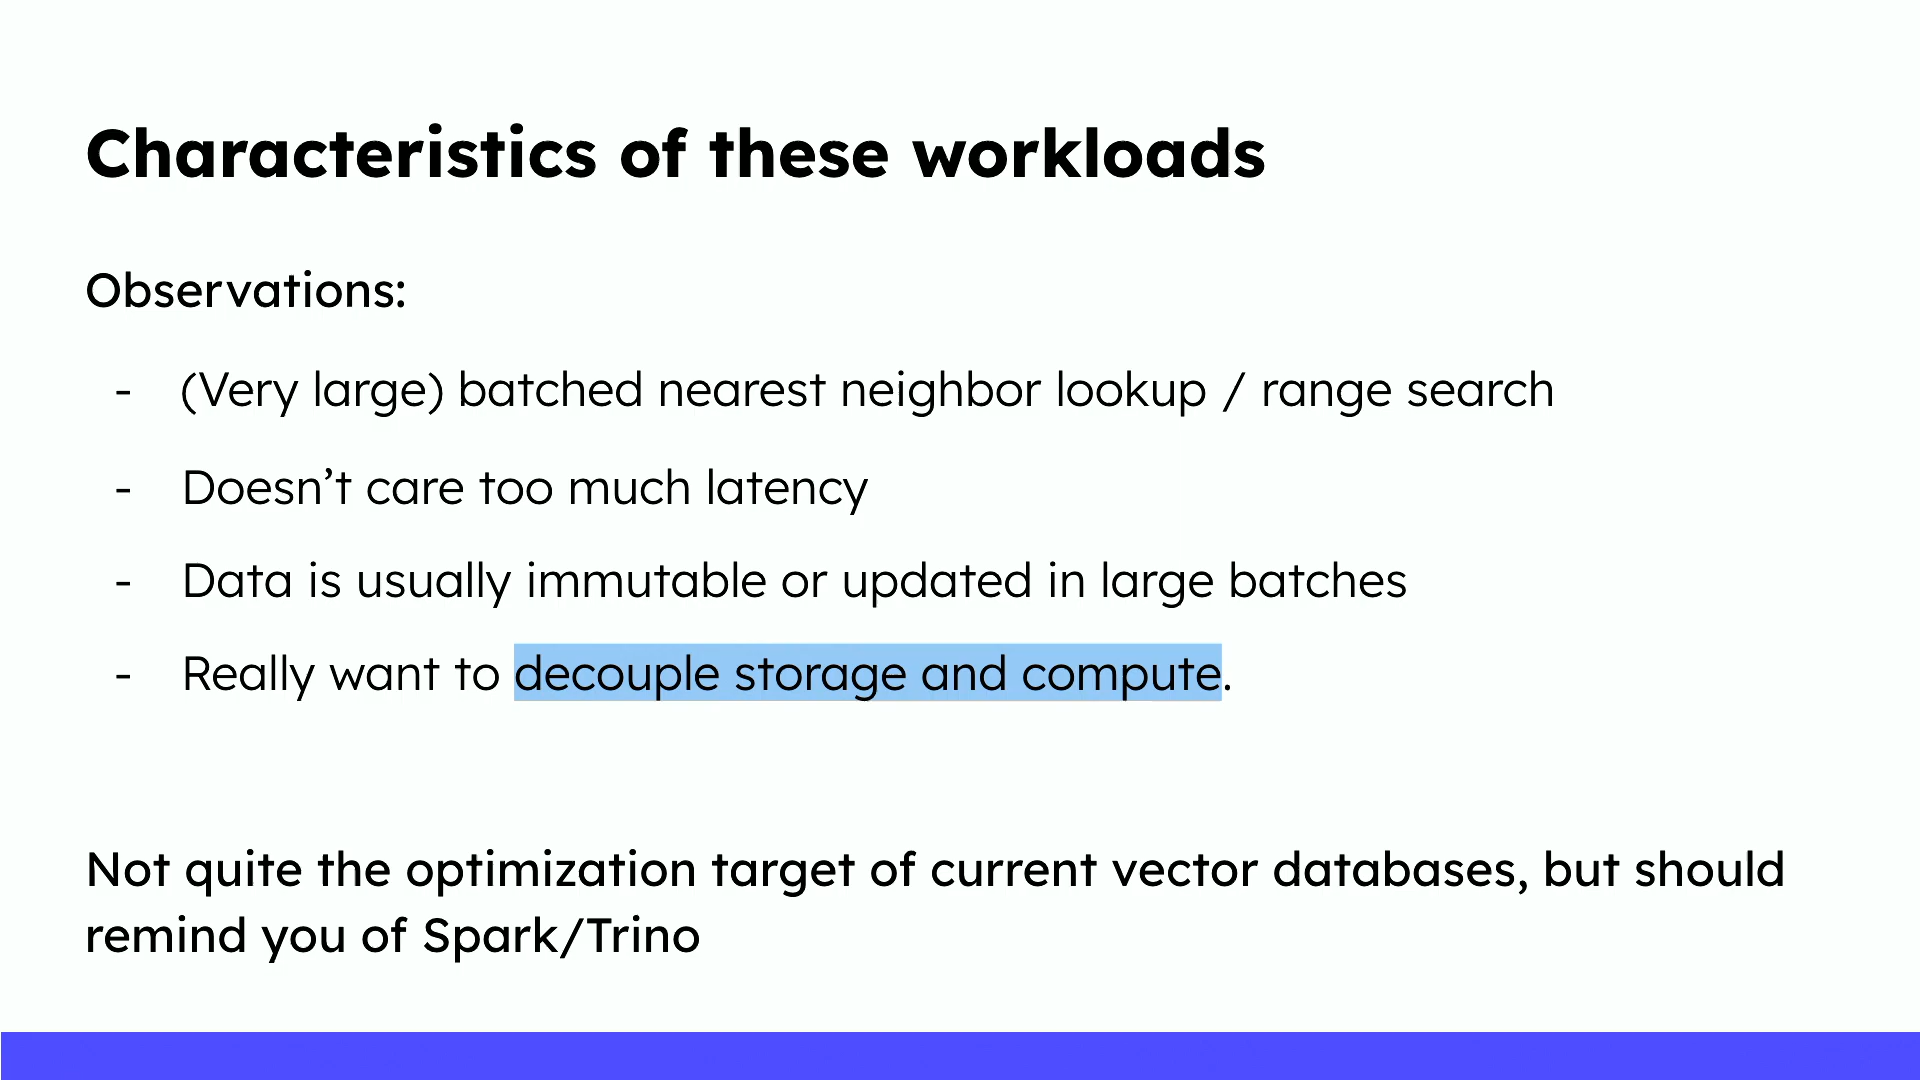 Characteristics of these workloads
Observations:
- (Very large) batched nearest neighbor lookup / range search
- Doesn’t care too much latency
- Data is usually immutable or updated in large batches
- Really want to decouple storage and compute.
Not quite the optimization target of current vector databases, but should
remind you of Spark/Trino